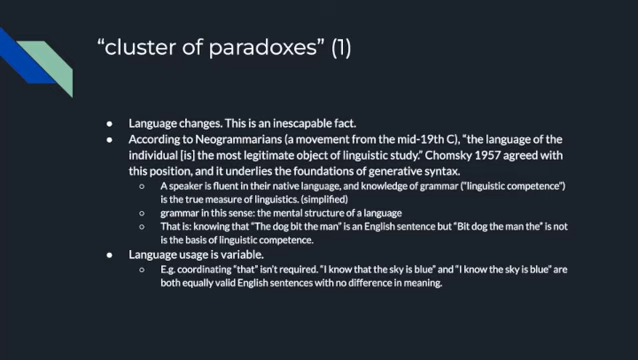 “cluster of paradoxes” (1)
● Language changes. This is an inescapable fact.
● According to Neogrammarians (a movement from the mid-19th C), “the language of the
individual [is] the most legitimate object of linguistic study.” Chomsky 1957 agreed with
this position, and it underlies the foundations of generative syntax.
○ A speaker is fluent in their native language, and knowledge of grammar (“linguistic competence”)
is the true measure of linguistics. (simplified)
○ grammar in this sense: the mental structure of a language
○ That is: knowing that “The dog bit the man” is an English sentence but “Bit dog the man the” is not
is the basis of linguistic competence.
● Language usage is variable.
○ E.g. coordinating “that” isn’t required. “I know that the sky is blue” and “I know the sky is blue” are
both equally valid English sentences with no difference in meaning.